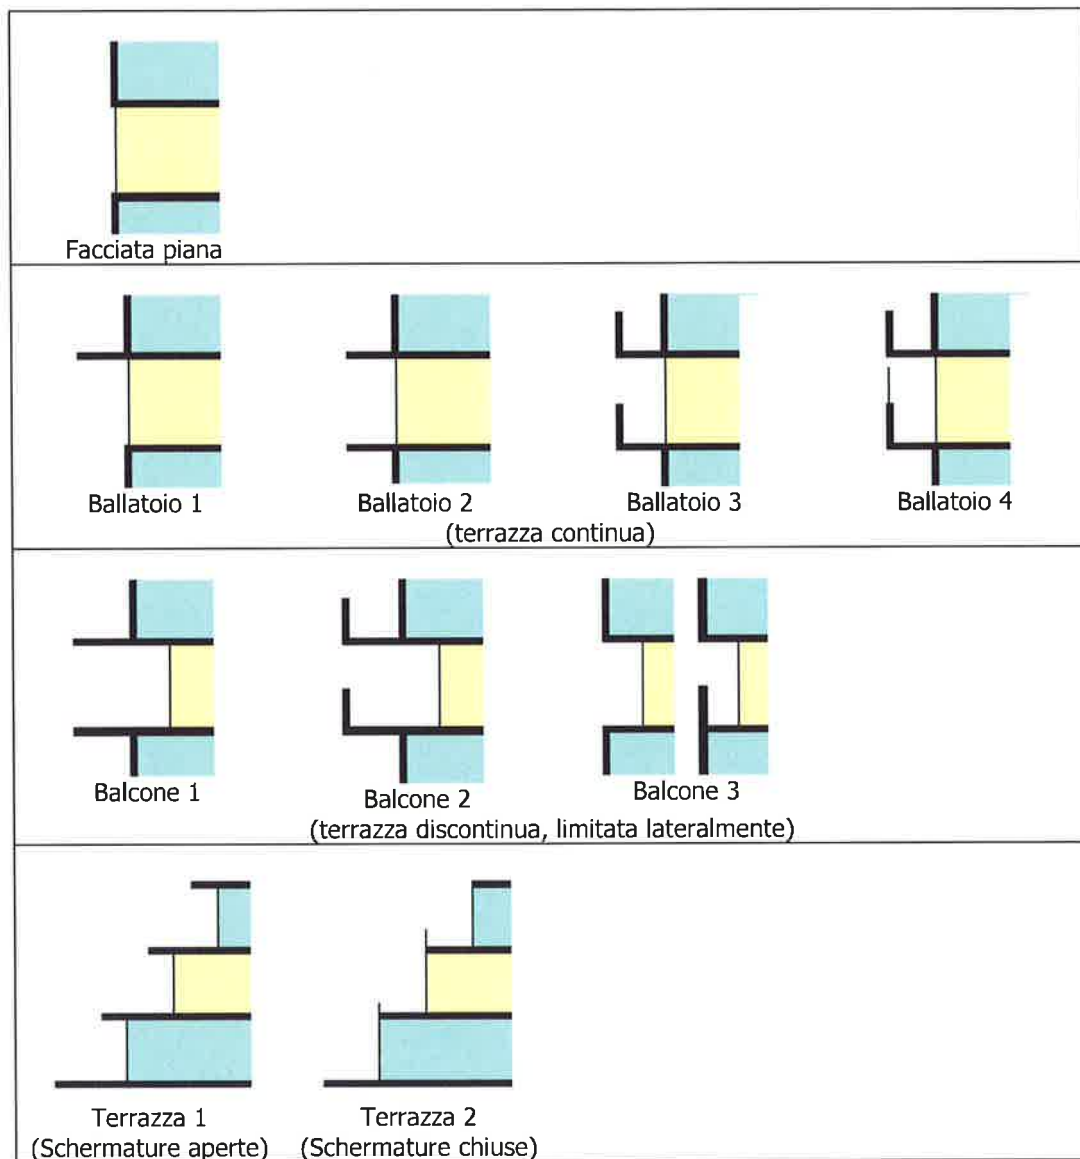 Facciata piana
Ballatoio 1 Ballatoio 2 Ballatoio 3 Ballatoio 4
(terrazza continua)
Balcone 1 Balcone 2 Balcone 3
(terrazza discontinua, limitata lateralmente)
Terrazza 1 Terrazza 2
(Schermature aperte) (Schermature chiuse)